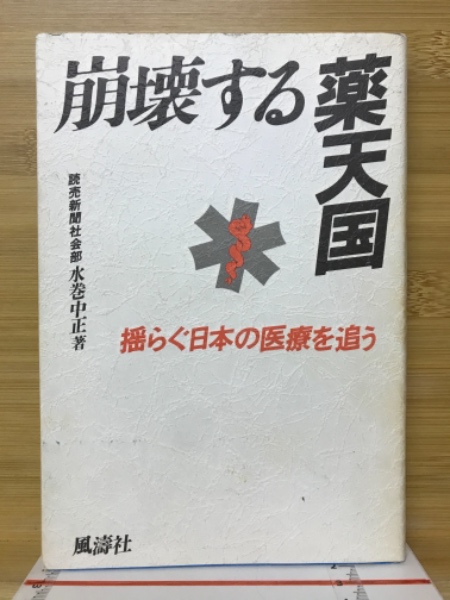 崩壊する
薬天国
読売新聞社会部 水巻中正著
揺らぐ日本の医療を追う
風濤社